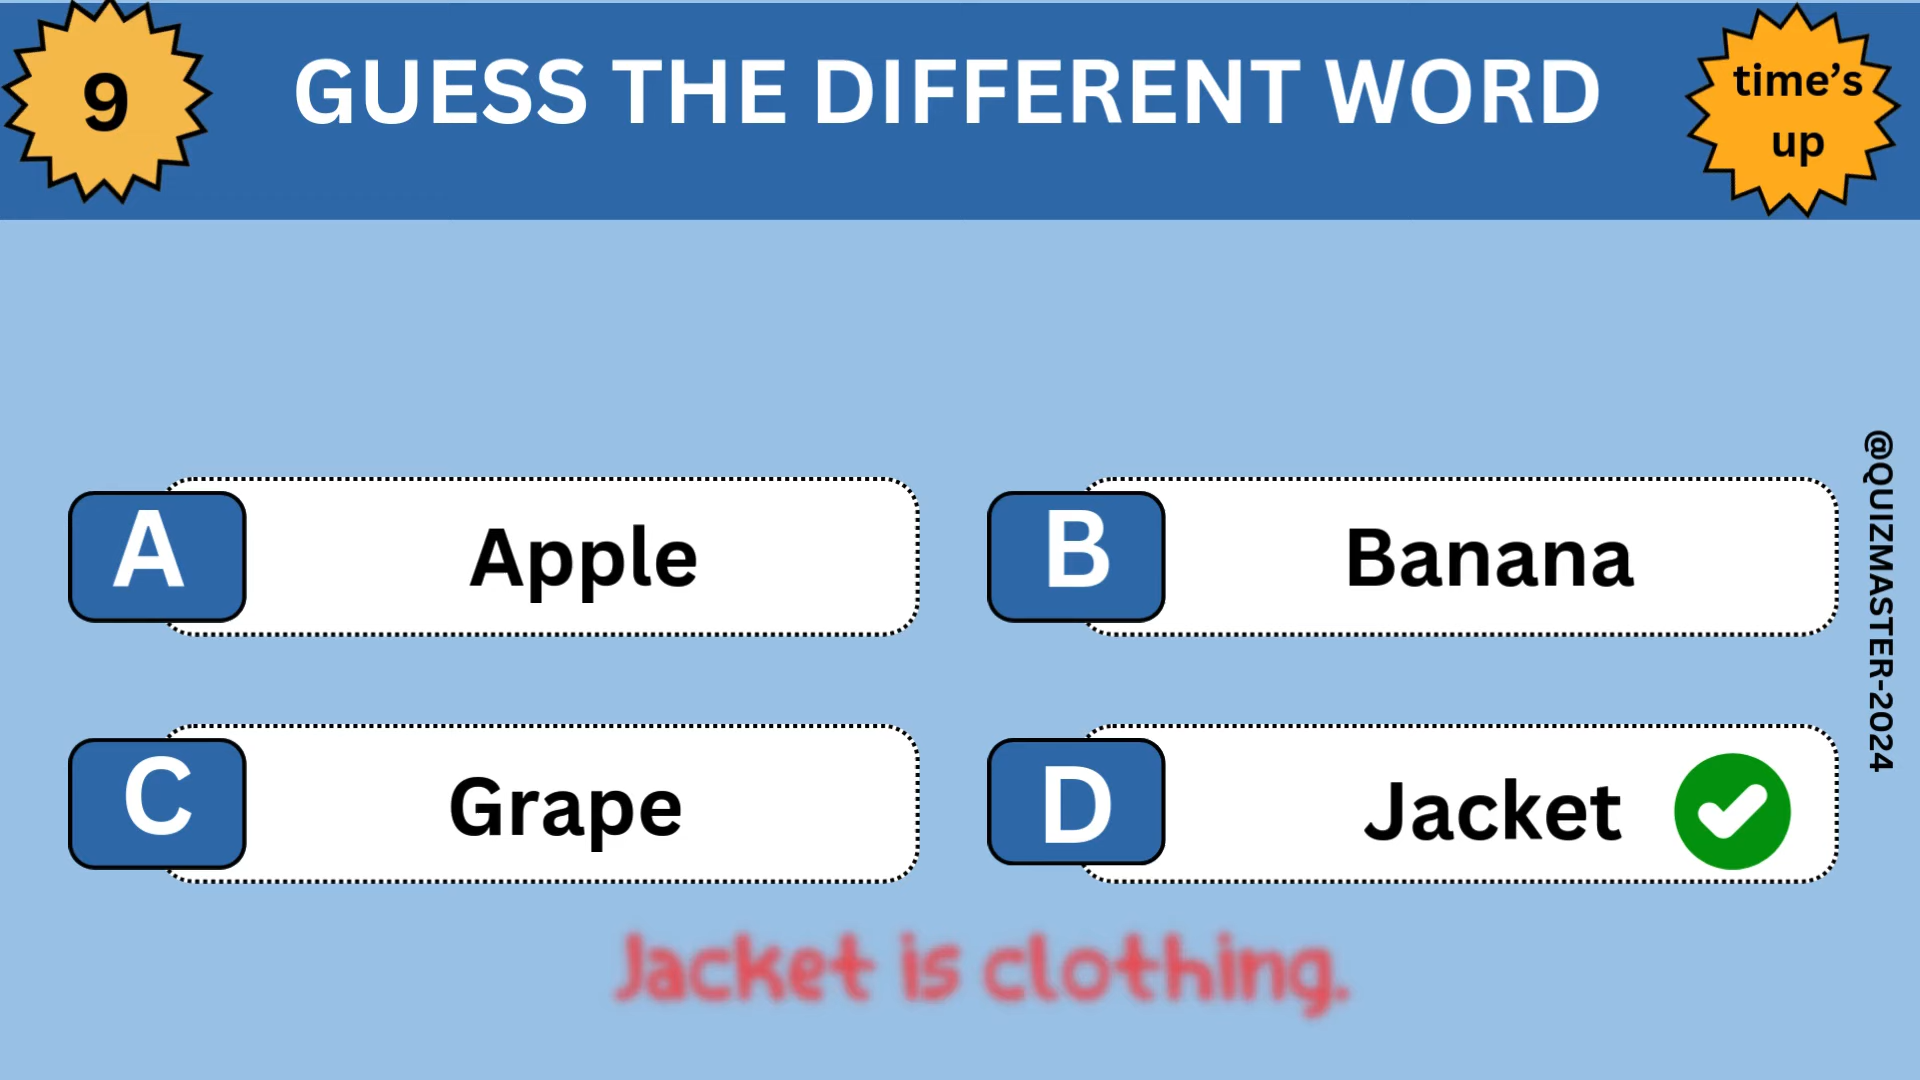 9
GUESS THE DIFFERENT WORD
time’s
up
A
Apple
B
Banana
C
Grape
D
Jacket
Jacket is clothing.
@QUIZMASTER-2024